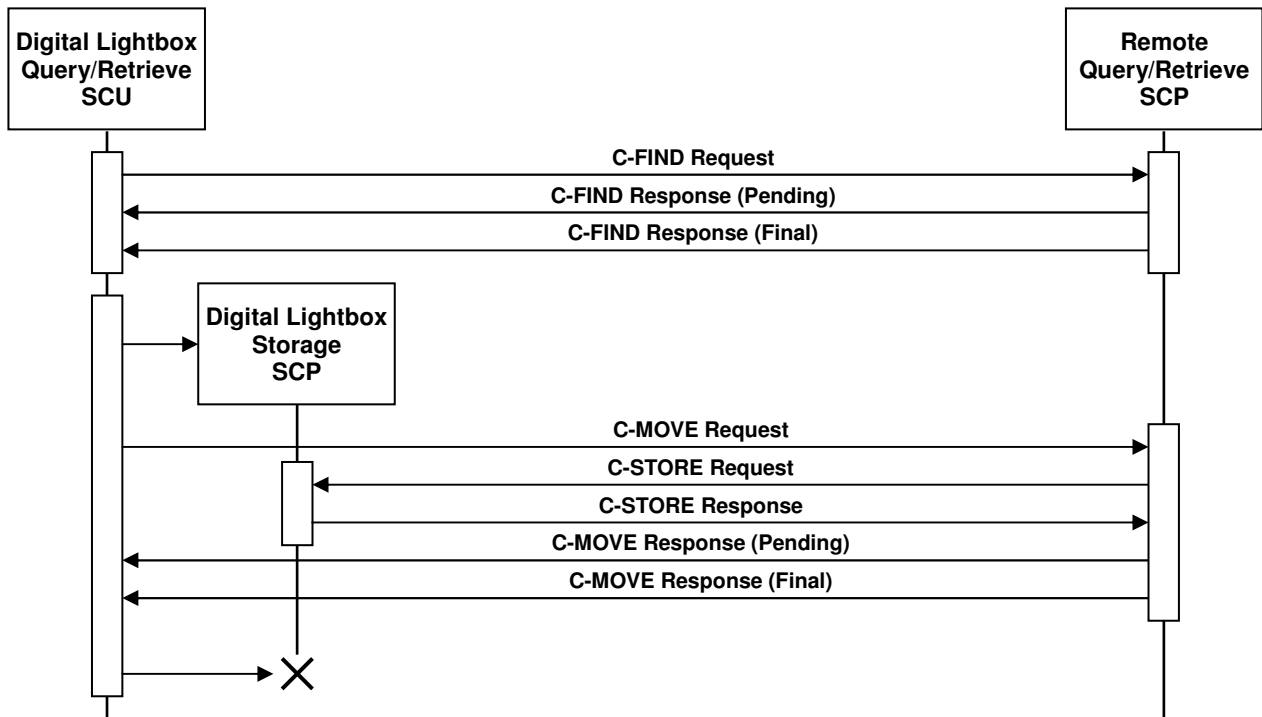 Digital Lightbox
Query/Retrieve
SCU
Remote
Query/Retrieve
SCP
C-FIND Request
C-FIND Response (Pending)
C-FIND Response (Final)
Digital Lightbox
Storage
SCP
C-MOVE Request
C-STORE Request
C-STORE Response
C-MOVE Response (Pending)
C-MOVE Response (Final)